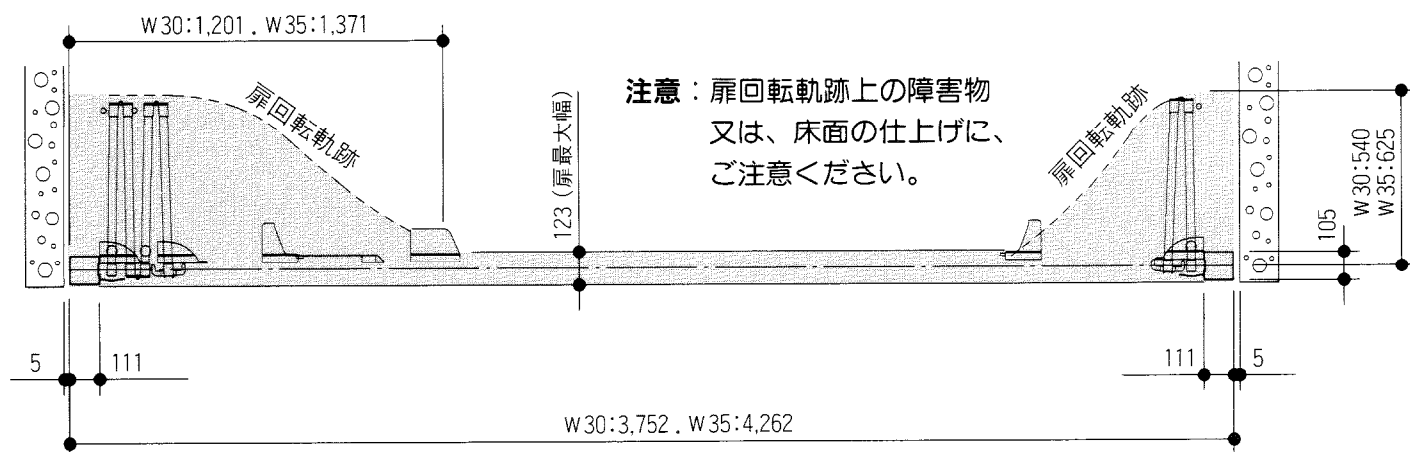 W30:1,201 . W35:1,371
扉回転軌跡
注意：扉回転軌跡上の障害物
又は、床面の仕上げに、
ご注意ください。
扉回転軌跡
123 (扉最大幅)
105
W30:540
W35:625
5
111
111
5
W30:3,752 . W35:4,262